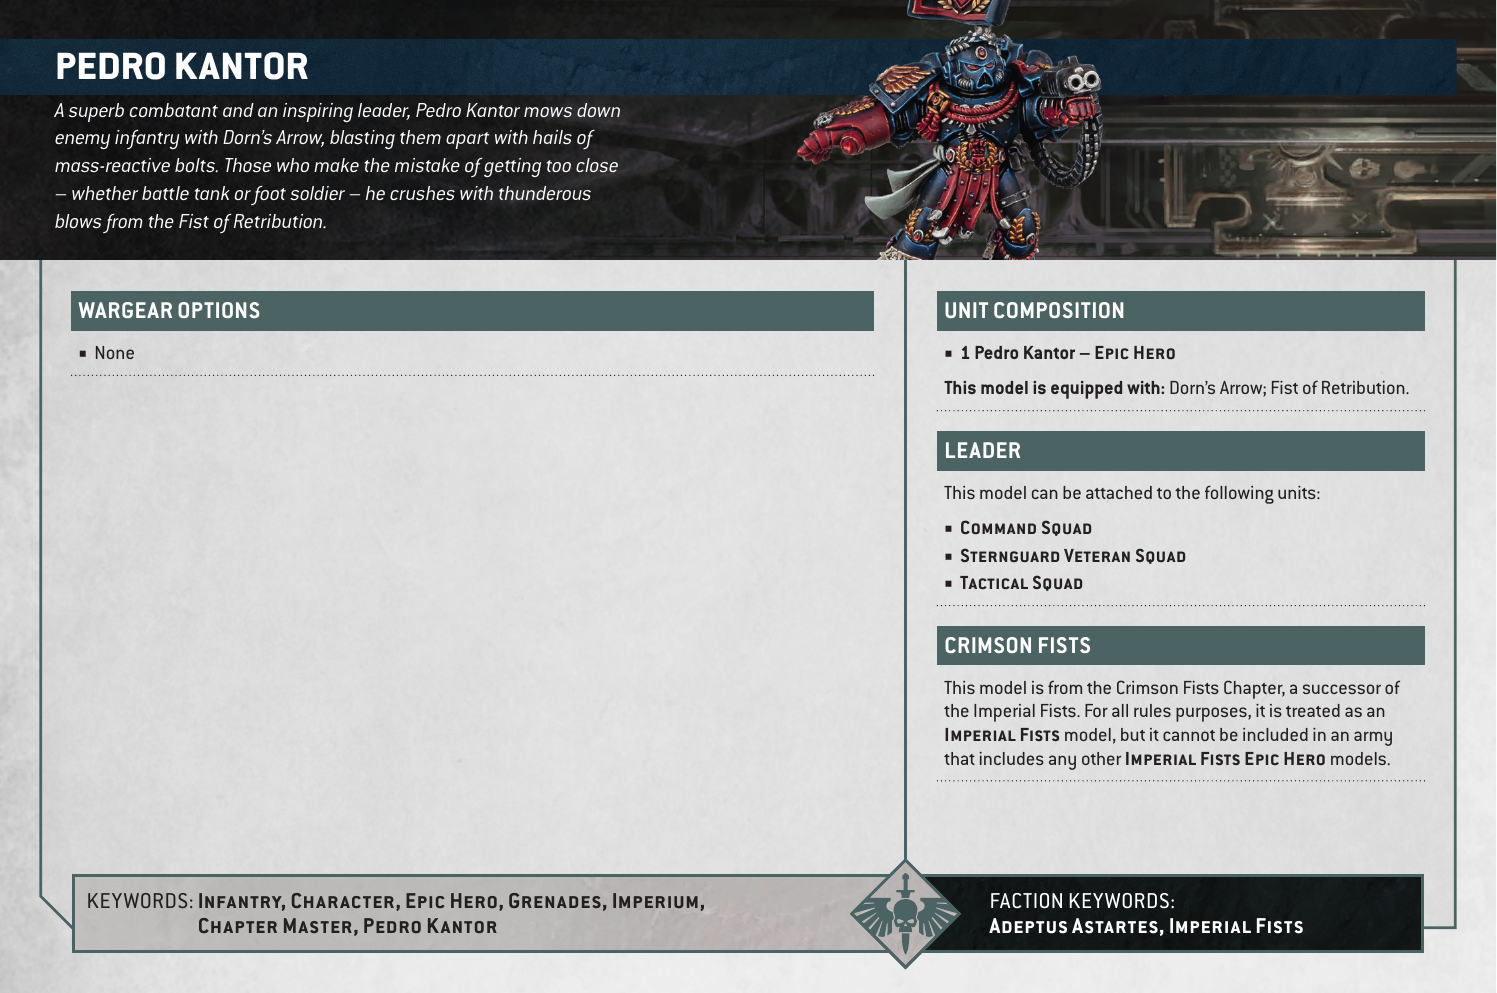 PEDRO KANTOR
A superb combatant and an inspiring leader, Pedro Kantor mows down
enemy infantry with Dorn's Arrow, blasting them apart with hails of
mass-reactive bolts. Those who make the mistake of getting too close
– whether battle tank or foot soldier – he crushes with thunderous
blows from the Fist of Retribution.
WARGEAR OPTIONS
▪ None
UNIT COMPOSITION
▪ 1 Pedro Kantor – Epic Hero
This model is equipped with: Dorn's Arrow; Fist of Retribution.
LEADER
This model can be attached to the following units:
▪ Command Squad
▪ Sternguard Veteran Squad
▪ Tactical Squad
CRIMSON FISTS
This model is from the Crimson Fists Chapter, a successor of
the Imperial Fists. For all rules purposes, it is treated as an
Imperial Fists model, but it cannot be included in an army
that includes any other Imperial Fists Epic Hero models.
KEYWORDS: Infantry, Character, Epic Hero, Grenades, Imperium,
Chapter Master, Pedro Kantor
FACTION KEYWORDS:
Adeptus Astartes, Imperial Fists